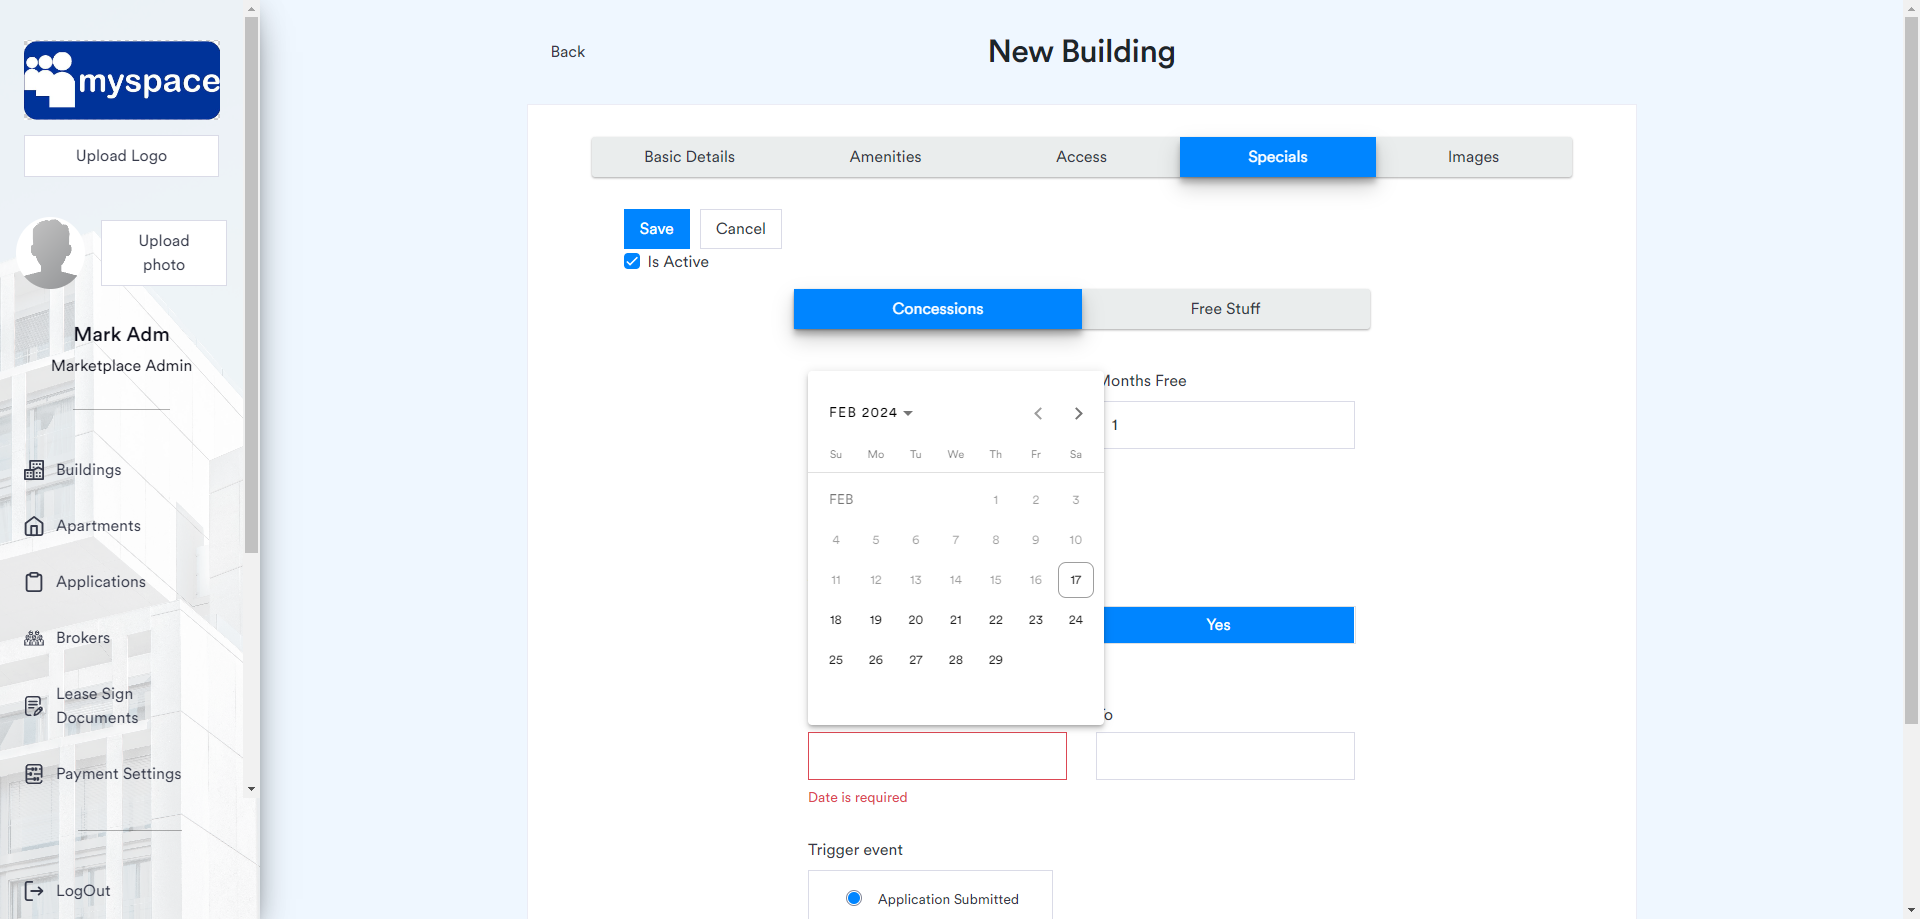 myspace
Upload Logo
Upload
photo
Mark Adm
Marketplace Admin
Buildings
Apartments
Applications
Brokers
Lease Sign
Documents
Payment Settings
LogOut
Back
New Building
Basic Details
Amenities
Access
Specials
Images
Save
Cancel
Is Active
Concessions
Free Stuff
Months Free
1
FEB 2024
Su Mo Tu We Th Fr Sa
FEB 1 2 3
4 5 6 7 8 9 10
11 12 13 14 15 16 17
18 19 20 21 22 23 24
25 26 27 28 29
Yes
To
Date is required
Trigger event
Application Submitted